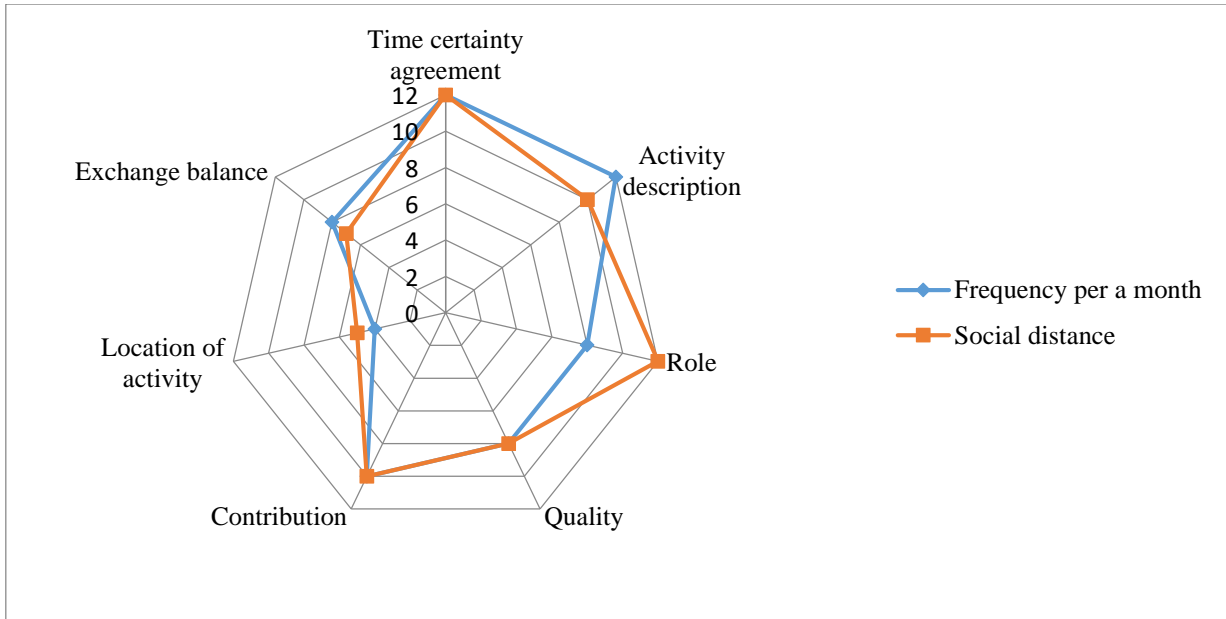 Time certainty
agreement
12
10
8
6
4
2
0
Activity
description
Exchange balance
Role
Location of
activity
Contribution
Quality
Frequency per a month
Social distance